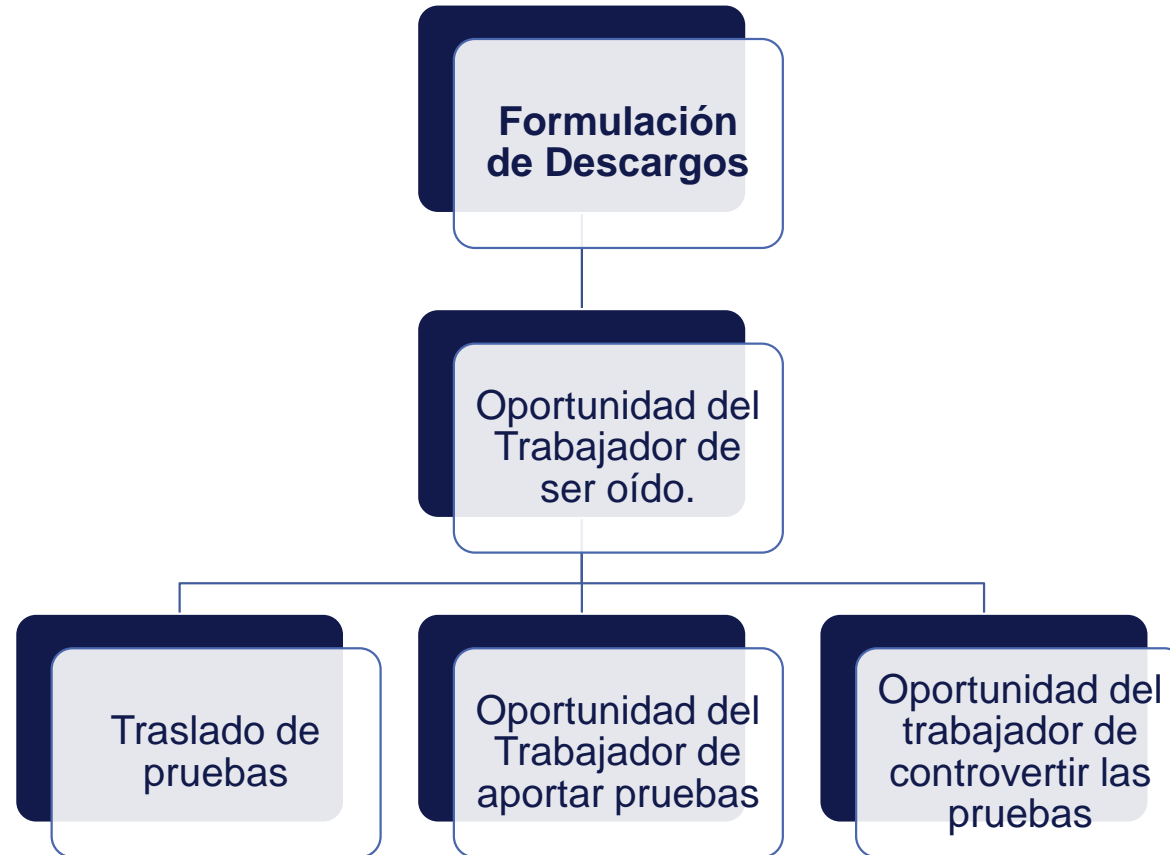 Formulación
de Descargos
Oportunidad del
Trabajador de
ser oído.
Traslado de
pruebas
Oportunidad del
Trabajador de
aportar pruebas
Oportunidad del
trabajador de
controvertir las
pruebas